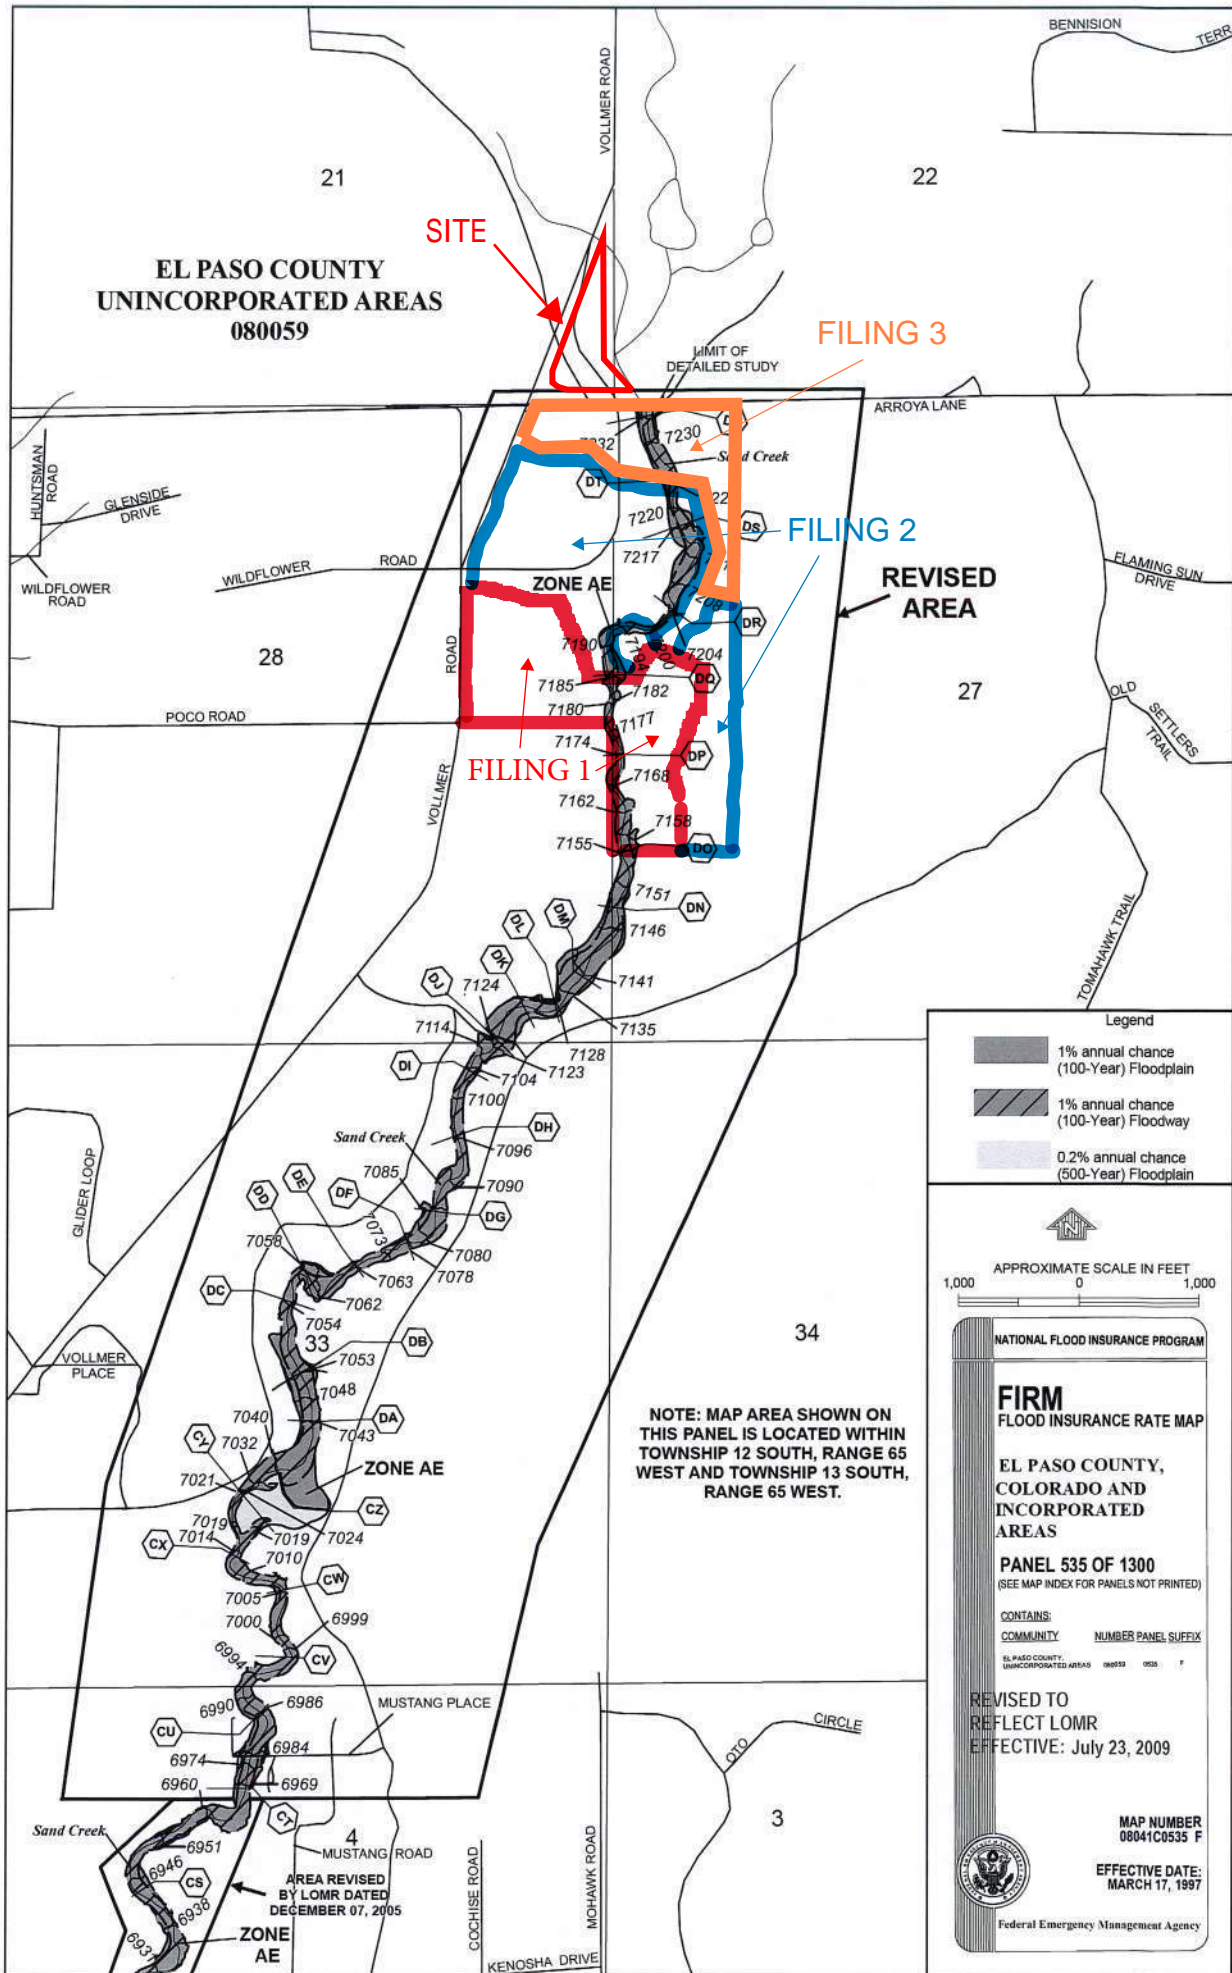 BENNISION
TERR
VOLLMER ROAD
21
22
SITE
EL PASO COUNTY
UNINCORPORATED AREAS
080059
FILING 3
LIMIT OF
DETAILED STUDY
ARROYA LANE
7232
7230
Sand Creek
HUNTSMAN
ROAD
GLENSIDE
DRIVE
DT
7220
DS
7217
FILING 2
WILDFLOWER
ROAD
WILDFLOWER
ROAD
ZONE AE
FLAMING SUN
DRIVE
REVISED
AREA
7208
DR
7190
7194
7200
7204
28
ROAD
7185
7182
DQ
27
7180
7177
OLD
SETTLERS
TRAIL
POCO ROAD
7174
DP
FILING 1
7168
VOLLMER
7162
7158
7155
DO
7151
DN
DM
DL
7146
DK
DJ
7124
7141
TOMAHAWK TRAIL
7135
7114
7128
7123
DI
7104
7100
Legend
1% annual chance
(100-Year) Floodplain
1% annual chance
(100-Year) Floodway
0.2% annual chance
(500-Year) Floodplain
DH
Sand Creek
7096
GLIDER LOOP
7085
7090
DE
DF
DD
DG
7073
7058
7080
7063
7078
DC
7062
7054
33
34
DB
7053
VOLLMER
PLACE
7048
7040
DA
7043
CY
7032
ZONE AE
7021
CZ
7019
7019
7024
7014
CX
7010
CW
7005
7000
6999
6994
CV
APPROXIMATE SCALE IN FEET
1,000
0
1,000
NOTE: MAP AREA SHOWN ON
THIS PANEL IS LOCATED WITHIN
TOWNSHIP 12 SOUTH, RANGE 65
WEST AND TOWNSHIP 13 SOUTH,
RANGE 65 WEST.
NATIONAL FLOOD INSURANCE PROGRAM
FIRM
FLOOD INSURANCE RATE MAP
EL PASO COUNTY,
COLORADO AND
INCORPORATED
AREAS
PANEL 535 OF 1300
(SEE MAP INDEX FOR PANELS NOT PRINTED)
CONTAINS:
COMMUNITY NUMBER PANEL SUFFIX
EL PASO COUNTY,
UNINCORPORATED AREAS 080059 0535 F
REVISED TO
REFLECT LOMR
EFFECTIVE: July 23, 2009
MAP NUMBER
08041C0535 F
EFFECTIVE DATE:
MARCH 17, 1997
Federal Emergency Management Agency
6990
6986
MUSTANG PLACE
CU
6984
6974
6960
6969
CT
OTO
CIRCLE
3
Sand Creek
4
6951
MUSTANG ROAD
6946
CS
AREA REVISED
BY LOMR DATED
DECEMBER 07, 2005
6938
6937
ZONE
AE
COCHISE ROAD
MOHAWK ROAD
KENOSHA DRIVE